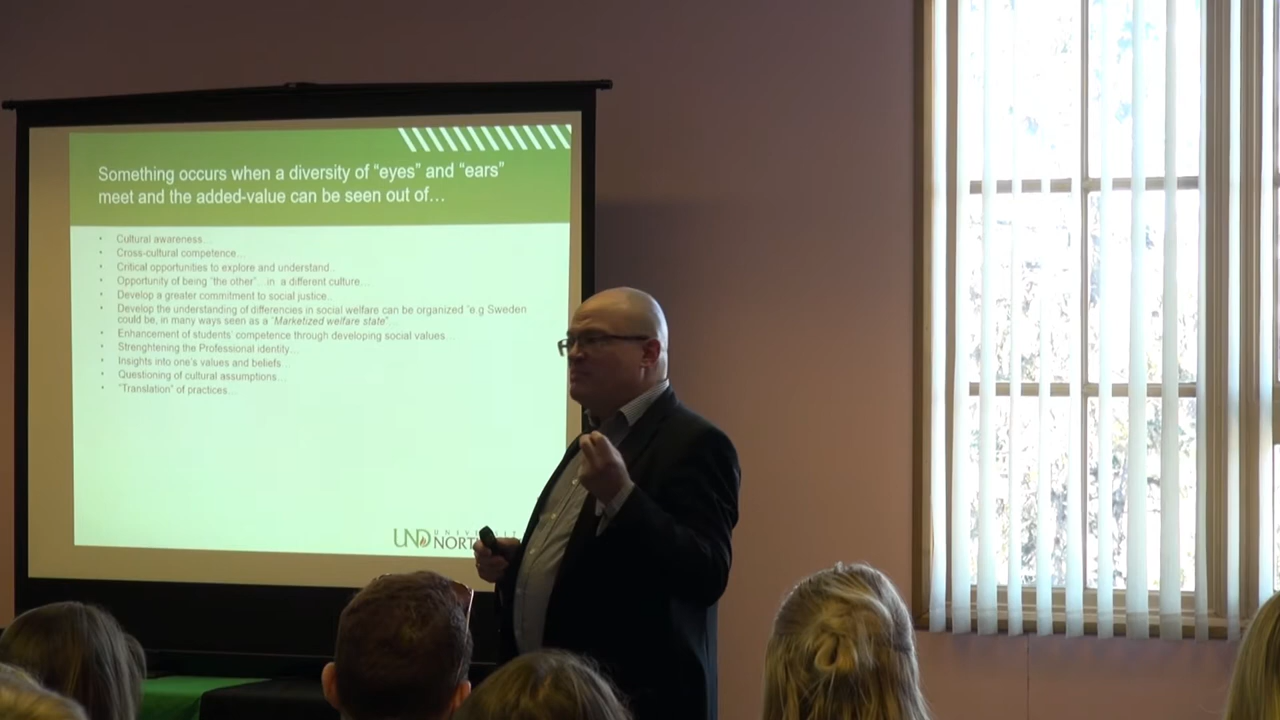 Something occurs when a diversity of “eyes” and “ears”
meet and the added-value can be seen out of…
• Cultural awareness…
• Cross-cultural competence…
• Critical opportunities to explore and understand…
• Opportunity of being “the other”…in a different culture…
• Develop a greater commitment to social justice..
• Develop the understanding of differencies in social welfare can be organized ”e.g Sweden
could be, in many ways seen as a ”Marketized welfare state”…
• Enhancement of students’ competence through developing social values…
• Strenghtening the Professional identity…
• Insights into one’s values and beliefs…
• Questioning of cultural assumptions…
• ”Translation” of practices…
UND